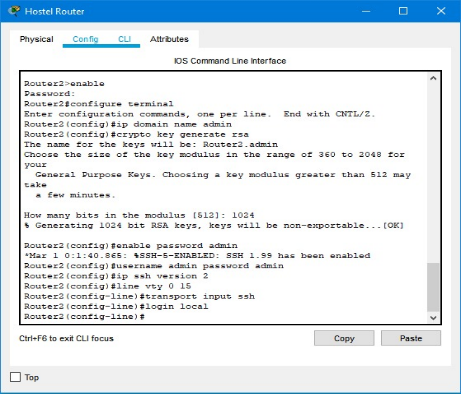 Hostel Router
Physical Config CLI Attributes
IOS Command Line Interface
Router2>enable
Password:
Router2#configure terminal
Enter configuration commands, one per line.  End with CNTL/Z.
Router2(config)#ip domain name admin
Router2(config)#crypto key generate rsa
The name for the keys will be: Router2.admin
Choose the size of the key modulus in the range of 360 to 2048 for
your
  General Purpose Keys. Choosing a key modulus greater than 512 may
take
  a few minutes.

How many bits in the modulus [512]: 1024
% Generating 1024 bit RSA keys, keys will be non-exportable...[OK]

Router2(config)#enable password admin
*Mar 1 0:1:40.865: %SSH-5-ENABLED: SSH 1.99 has been enabled
Router2(config)#username admin password admin
Router2(config)#ip ssh version 2
Router2(config)#line vty 0 15
Router2(config-line)#transport input ssh
Router2(config-line)#login local
Router2(config-line)#
Ctrl+F6 to exit CLI focus
Copy Paste
Top